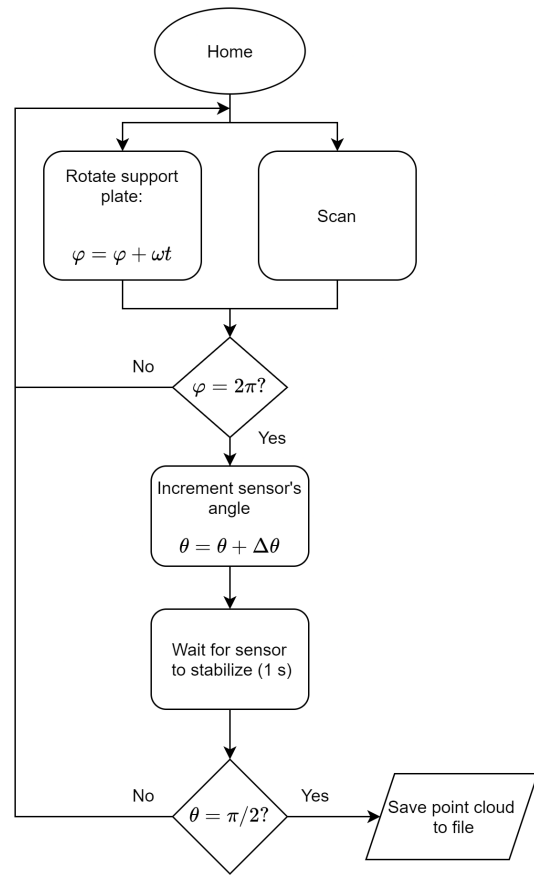 Home
Rotate support
plate:
φ = φ + ωt
Scan
No
φ = 2π?
Yes
Increment sensor's
angle
θ = θ + Δθ
Wait for sensor
to stabilize (1 s)
No
θ = π/2?
Yes
Save point cloud
to file